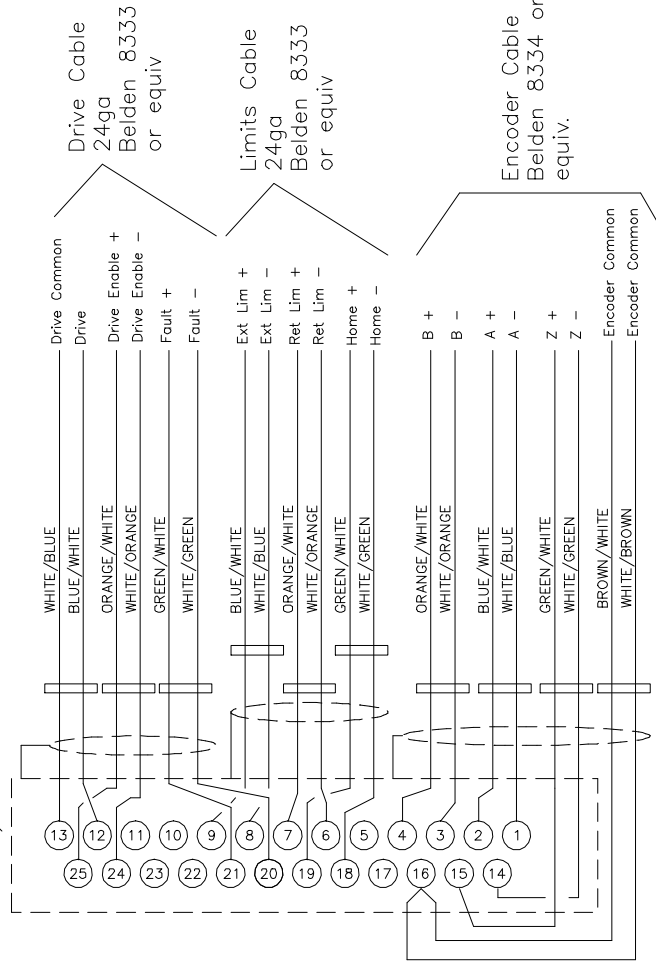 Drive Cable
24ga
Belden 8333
or equiv
Limits Cable
24ga
Belden 8333
or equiv
Encoder Cable
Belden 8334 or
equiv.
WHITE/BLUE Drive Common
BLUE/WHITE Drive
ORANGE/WHITE Drive Enable +
WHITE/ORANGE Drive Enable -
GREEN/WHITE Fault +
WHITE/GREEN Fault -
BLUE/WHITE Ext Lim +
WHITE/BLUE Ext Lim -
ORANGE/WHITE Ret Lim +
WHITE/ORANGE Ret Lim -
GREEN/WHITE Home +
WHITE/GREEN Home -
ORANGE/WHITE B +
WHITE/ORANGE B -
BLUE/WHITE A +
WHITE/BLUE A -
GREEN/WHITE Z +
WHITE/GREEN Z -
BROWN/WHITE Encoder Common
WHITE/BROWN Encoder Common
13 12 11 10 9 8 7 6 5 4 3 2 1
25 24 23 22 21 20 19 18 17 16 15 14